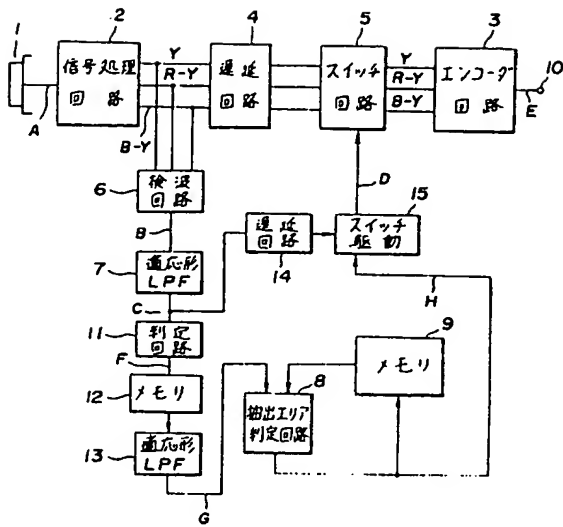 1
2
4
5
3
信号処理
回路
Y
R-Y
B-Y
遅延
回路
スイッチ
回路
Y
R-Y
B-Y
エンコーダ
回路
10
E
A
6
検波
回路
B
D
7
適応形
LPF
C
遅延
回路
14
15
スイッチ
駆動
H
11
判定
回路
F
12
メモリ
8
抽出エリア
判定回路
9
メモリ
13
適応形
LPF
G